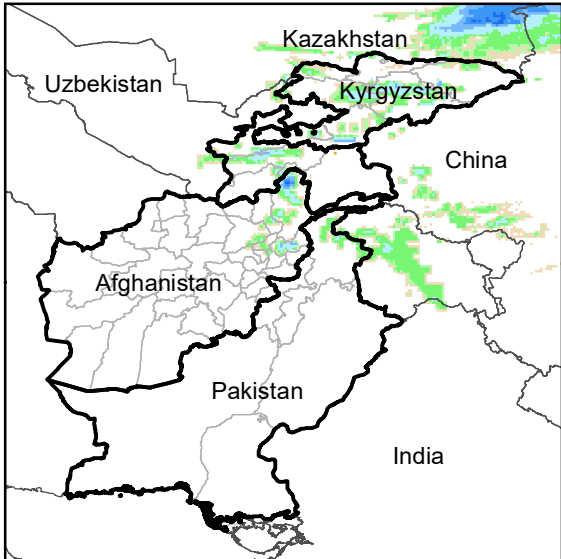 Kazakhstan
Uzbekistan
Kyrgyzstan
China
Afghanistan
Pakistan
India